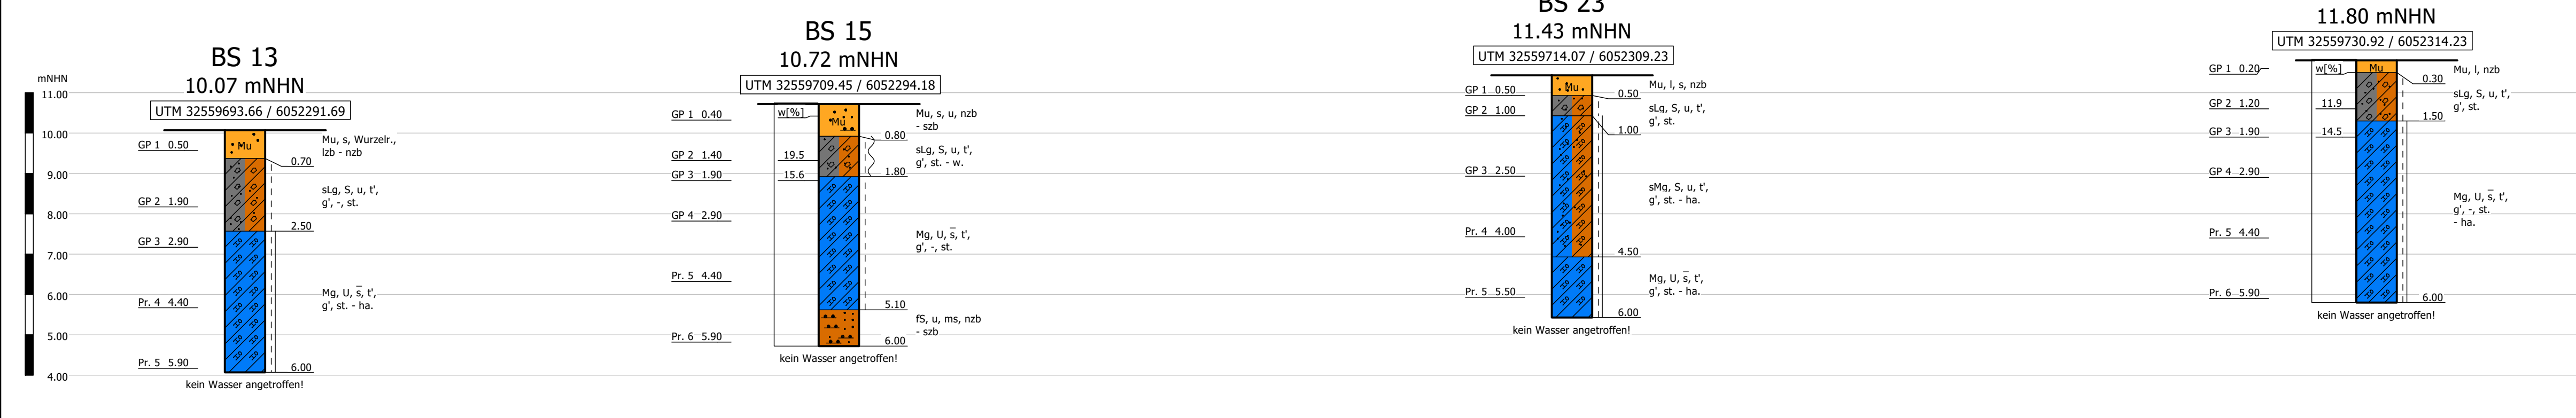 mNHN
11.00
10.00
9.00
8.00
7.00
6.00
5.00
4.00
BS 13
10.07 mNHN
UTM 32559693.66 / 6052291.69
GP 1 0.50
GP 2 1.90
GP 3 2.90
Pr. 4 4.40
Pr. 5 5.90
Mu
0.70
2.50
6.00
Mu, s, Wurzelr.,
lzb - nzb
sLg, S, u, t',
g', -, st.
Mg, U, s̅, t',
g', st. - ha.
kein Wasser angetroffen!
BS 15
10.72 mNHN
UTM 32559709.45 / 6052294.18
GP 1 0.40
GP 2 1.40
GP 3 1.90
GP 4 2.90
Pr. 5 4.40
Pr. 6 5.90
w[%]
19.5
15.6
Mu
0.80
1.80
5.10
6.00
Mu, s, u, nzb
- szb
sLg, S, u, t',
g', st. - w.
Mg, U, s̅, t',
g', -, st.
fS, u, ms, nzb
- szb
kein Wasser angetroffen!
BS 23
11.43 mNHN
UTM 32559714.07 / 6052309.23
GP 1 0.50
GP 2 1.00
GP 3 2.50
Pr. 4 4.00
Pr. 5 5.50
Mu
0.50
1.00
4.50
6.00
Mu, l, s, nzb
sLg, S, u, t',
g', st.
sMg, S, u, t',
g', st. - ha.
Mg, U, s̅, t',
g', st. - ha.
kein Wasser angetroffen!
11.80 mNHN
UTM 32559730.92 / 6052314.23
GP 1 0.20
GP 2 1.20
GP 3 1.90
GP 4 2.90
Pr. 5 4.40
Pr. 6 5.90
w[%]
11.9
14.5
Mu
0.30
1.50
6.00
Mu, l, nzb
sLg, S, u, t',
g', st.
Mg, U, s̅, t',
g', -, st.
- ha.
kein Wasser angetroffen!